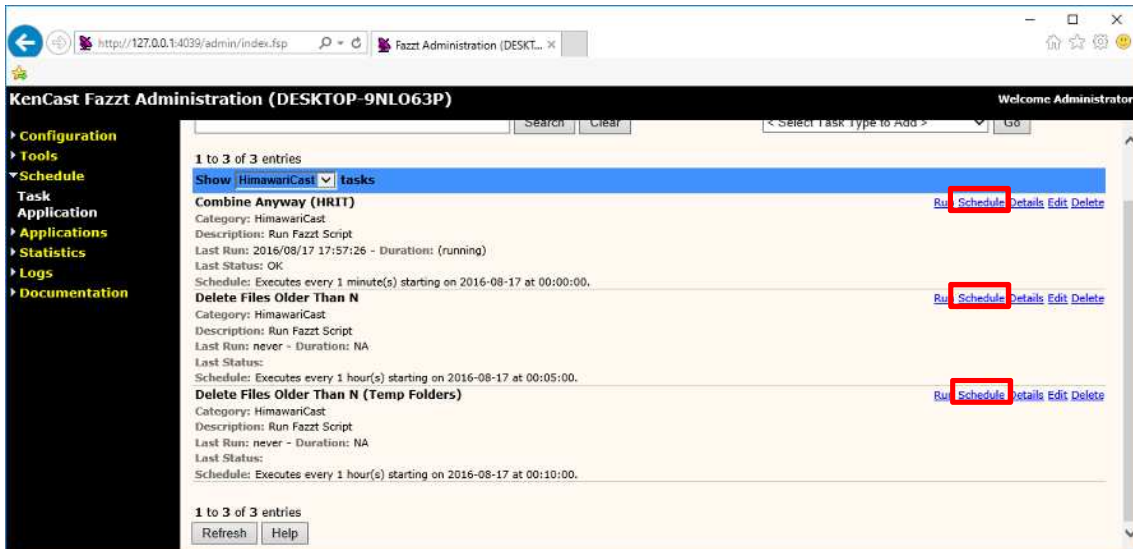 http://127.0.0.1:4039/admin/index.fsp
Fazzt Administration (DESKT...
KenCast Fazzt Administration (DESKTOP-9NLO63P)
Welcome Administrator
Configuration
Tools
Schedule
Task
Application
Applications
Statistics
Logs
Documentation
Search Clear
< Select Task Type to Add > Go
1 to 3 of 3 entries
Show HimawariCast tasks
Combine Anyway (HRIT)
Run Schedule Details Edit Delete
Category: HimawariCast
Description: Run Fazzt Script
Last Run: 2016/08/17 17:57:26 - Duration: (running)
Last Status: OK
Schedule: Executes every 1 minute(s) starting on 2016-08-17 at 00:00:00.
Delete Files Older Than N
Run Schedule Details Edit Delete
Category: HimawariCast
Description: Run Fazzt Script
Last Run: never - Duration: NA
Last Status:
Schedule: Executes every 1 hour(s) starting on 2016-08-17 at 00:05:00.
Delete Files Older Than N (Temp Folders)
Run Schedule Details Edit Delete
Category: HimawariCast
Description: Run Fazzt Script
Last Run: never - Duration: NA
Last Status:
Schedule: Executes every 1 hour(s) starting on 2016-08-17 at 00:10:00.
1 to 3 of 3 entries
Refresh Help